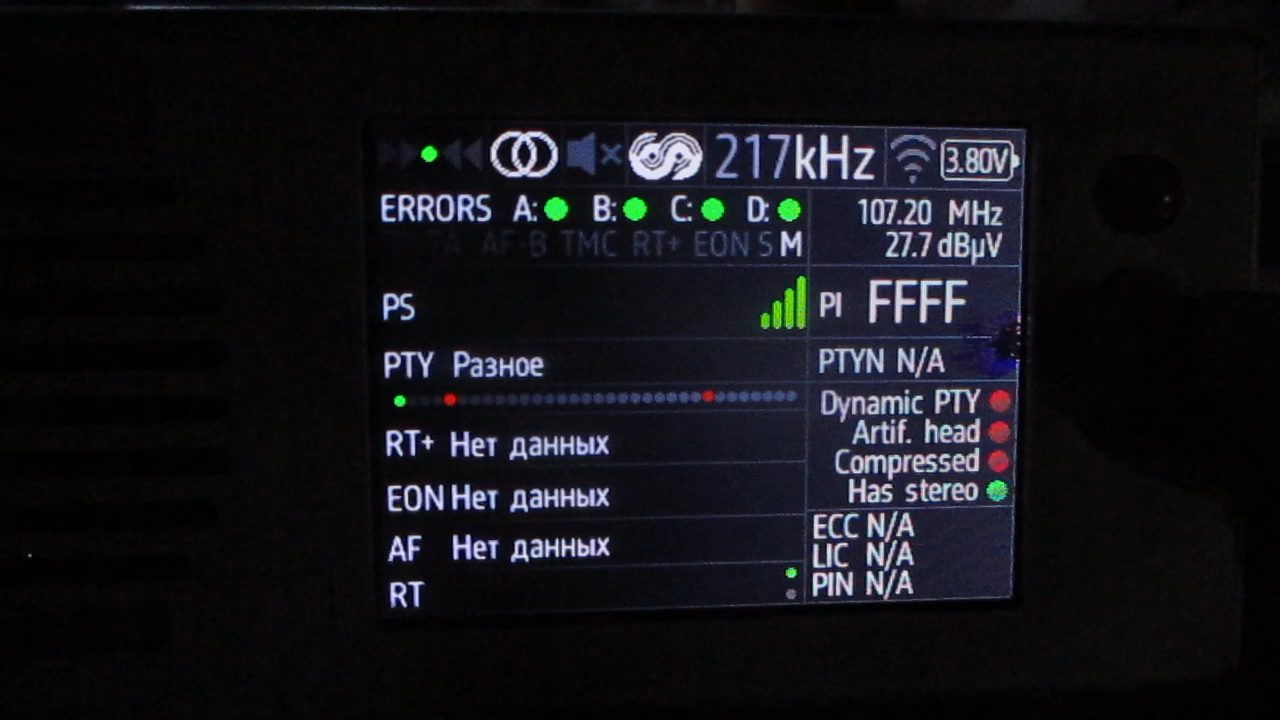 217kHz 3.80V
ERRORS A: B: C: D: 107.20 MHz
TA AF-B TMC RT+ EON S M 27.7 dBµV
PS PI FFFF
PTY Разное PTYN N/A
Dynamic PTY
RT+ Нет данных Artif. head
Compressed
EON Нет данных Has stereo
ECC N/A
AF Нет данных LIC N/A
RT PIN N/A